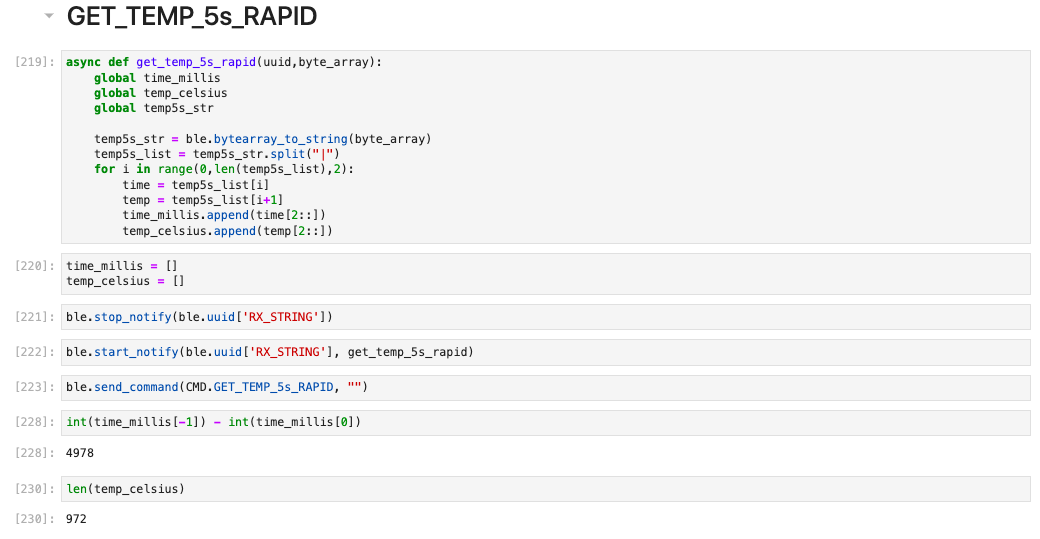 GET_TEMP_5s_RAPID
[219]: async def get_temp_5s_rapid(uuid,byte_array):
    global time_millis
    global temp_celsius
    global temp5s_str

    temp5s_str = ble.bytearray_to_string(byte_array)
    temp5s_list = temp5s_str.split("|")
    for i in range(0,len(temp5s_list),2):
        time = temp5s_list[i]
        temp = temp5s_list[i+1]
        time_millis.append(time[2::])
        temp_celsius.append(temp[2::])
[220]: time_millis = []
temp_celsius = []
[221]: ble.stop_notify(ble.uuid['RX_STRING'])
[222]: ble.start_notify(ble.uuid['RX_STRING'], get_temp_5s_rapid)
[223]: ble.send_command(CMD.GET_TEMP_5s_RAPID, "")
[228]: int(time_millis[-1]) - int(time_millis[0])
[228]: 4978
[230]: len(temp_celsius)
[230]: 972